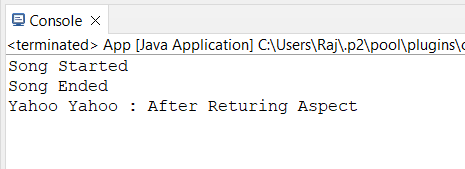 Console
<terminated> App [Java Application] C:\Users\Raj\.p2\pool\plugins\
Song Started
Song Ended
Yahoo Yahoo : After Returing Aspect